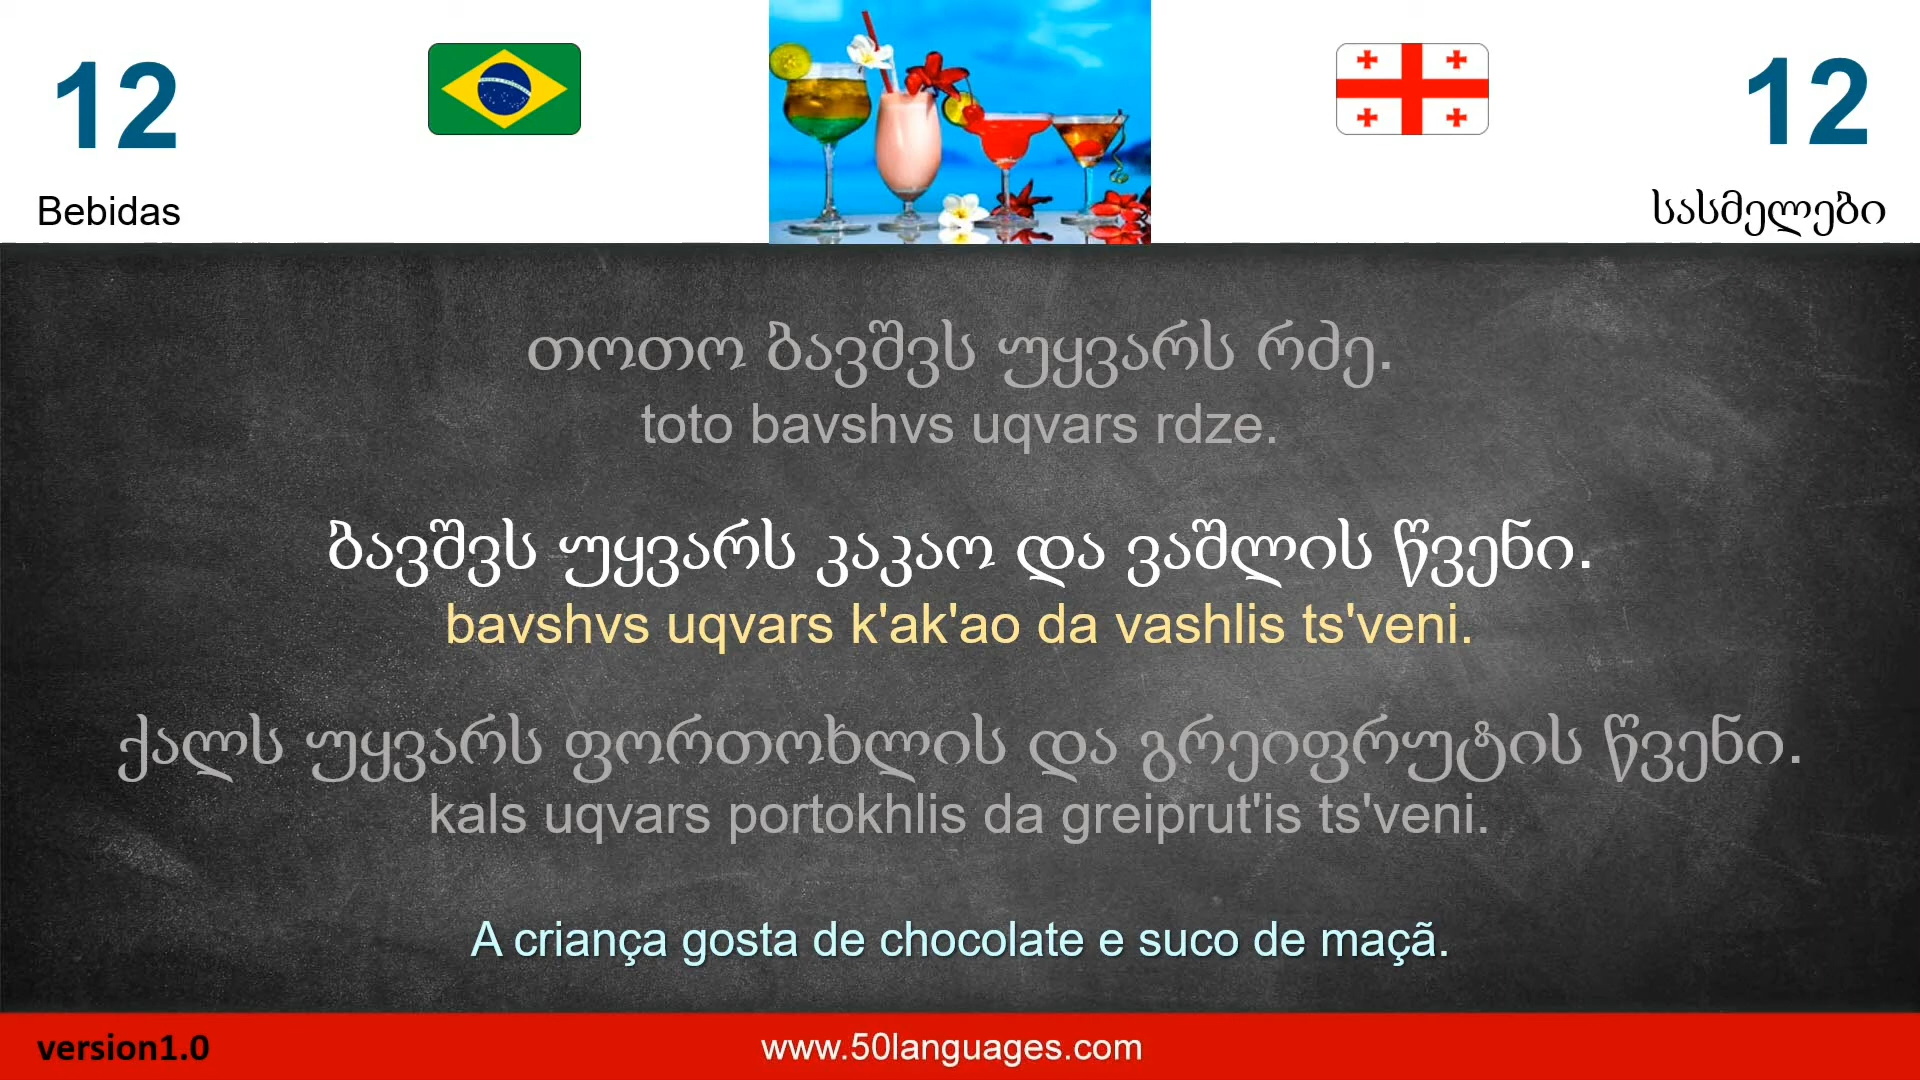 12
12
Bebidas
სასმელები
თოთო ბავშვს უყვარს რძე.
toto bavshvs uqvars rdze.
ბავშვს უყვარს კაკაო და ვაშლის წვენი.
bavshvs uqvars k'ak'ao da vashlis ts'veni.
ქალს უყვარს ფორთოხლის და გრეიფრუტის წვენი.
kals uqvars portokhlis da greiprut'is ts'veni.
A criança gosta de chocolate e suco de maçã.
version1.0
www.50languages.com